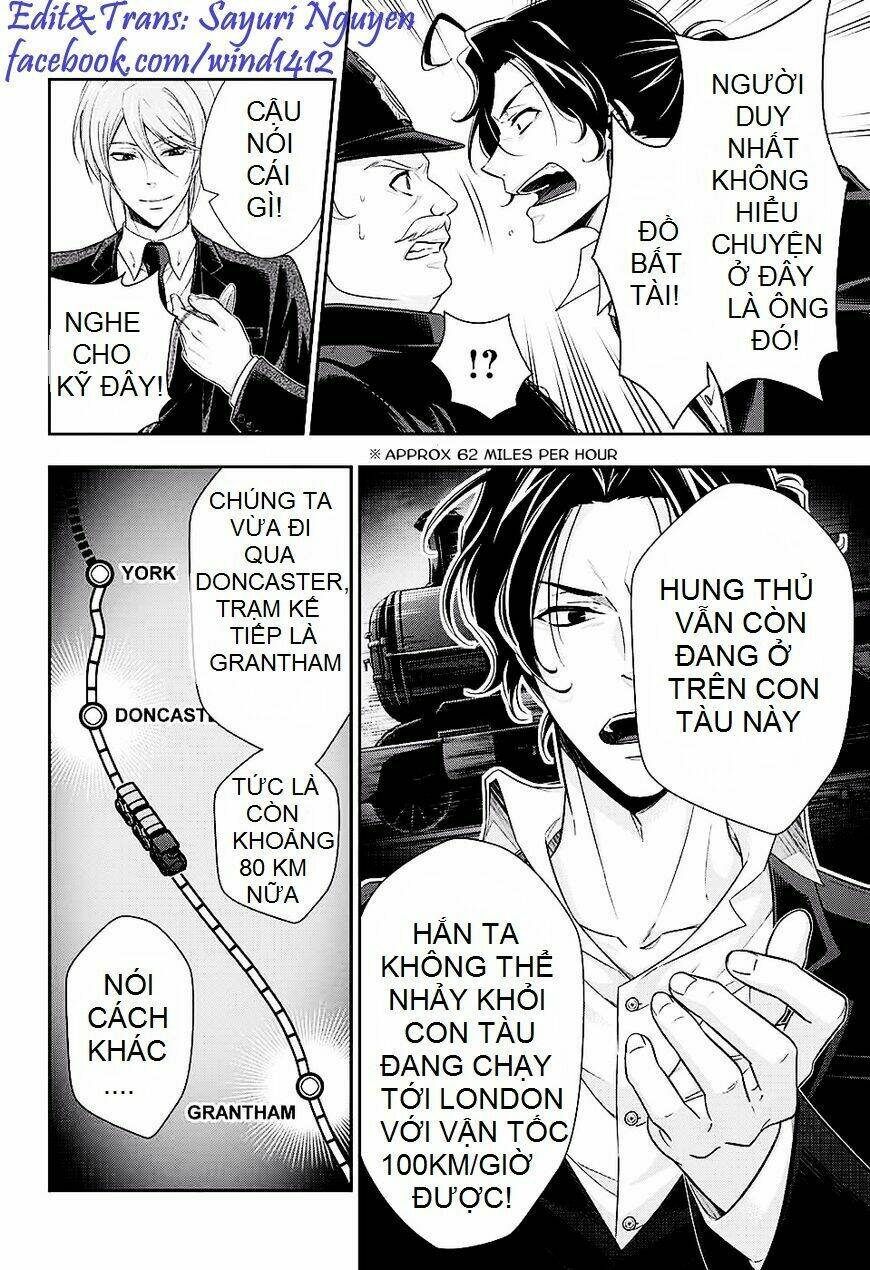 Edit&Trans: Sayuri Nguyen
facebook.com/wind1412
NGƯỜI
DUY
NHẤT
KHÔNG
HIỂU
CHUYỆN
Ở ĐÂY
LÀ ÔNG
ĐÓ!
ĐỒ
BẤT
TÀI!
!?
CẬU
NÓI
CÁI
GÌ!
NGHE
CHO
KỸ ĐÂY!
※ APPROX 62 MILES PER HOUR
HUNG THỦ
VẪN CÒN
ĐANG Ở
TRÊN CON
TÀU NÀY
HẮN TA
KHÔNG THỂ
NHẢY KHỎI
CON TÀU
ĐANG CHẠY
TỚI LONDON
VỚI VẬN TỐC
100KM/GIỜ
ĐƯỢC!
CHÚNG TA
VỪA ĐI
QUA
DONCASTER,
TRẠM KẾ
TIẾP LÀ
GRANTHAM
YORK
DONCASTE
TỨC LÀ
CÒN
KHOẢNG
80 KM
NỮA
NÓI
CÁCH
KHÁC
....
GRANTHAM